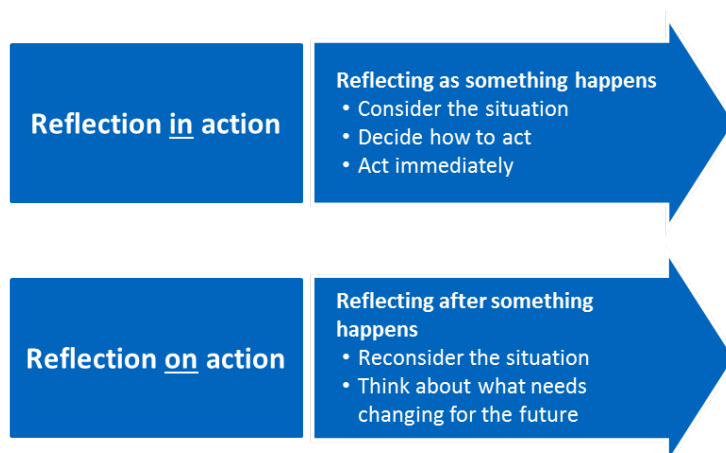 Reflection in action
Reflecting as something happens
• Consider the situation
• Decide how to act
• Act immediately
Reflection on action
Reflecting after something
happens
• Reconsider the situation
• Think about what needs
changing for the future